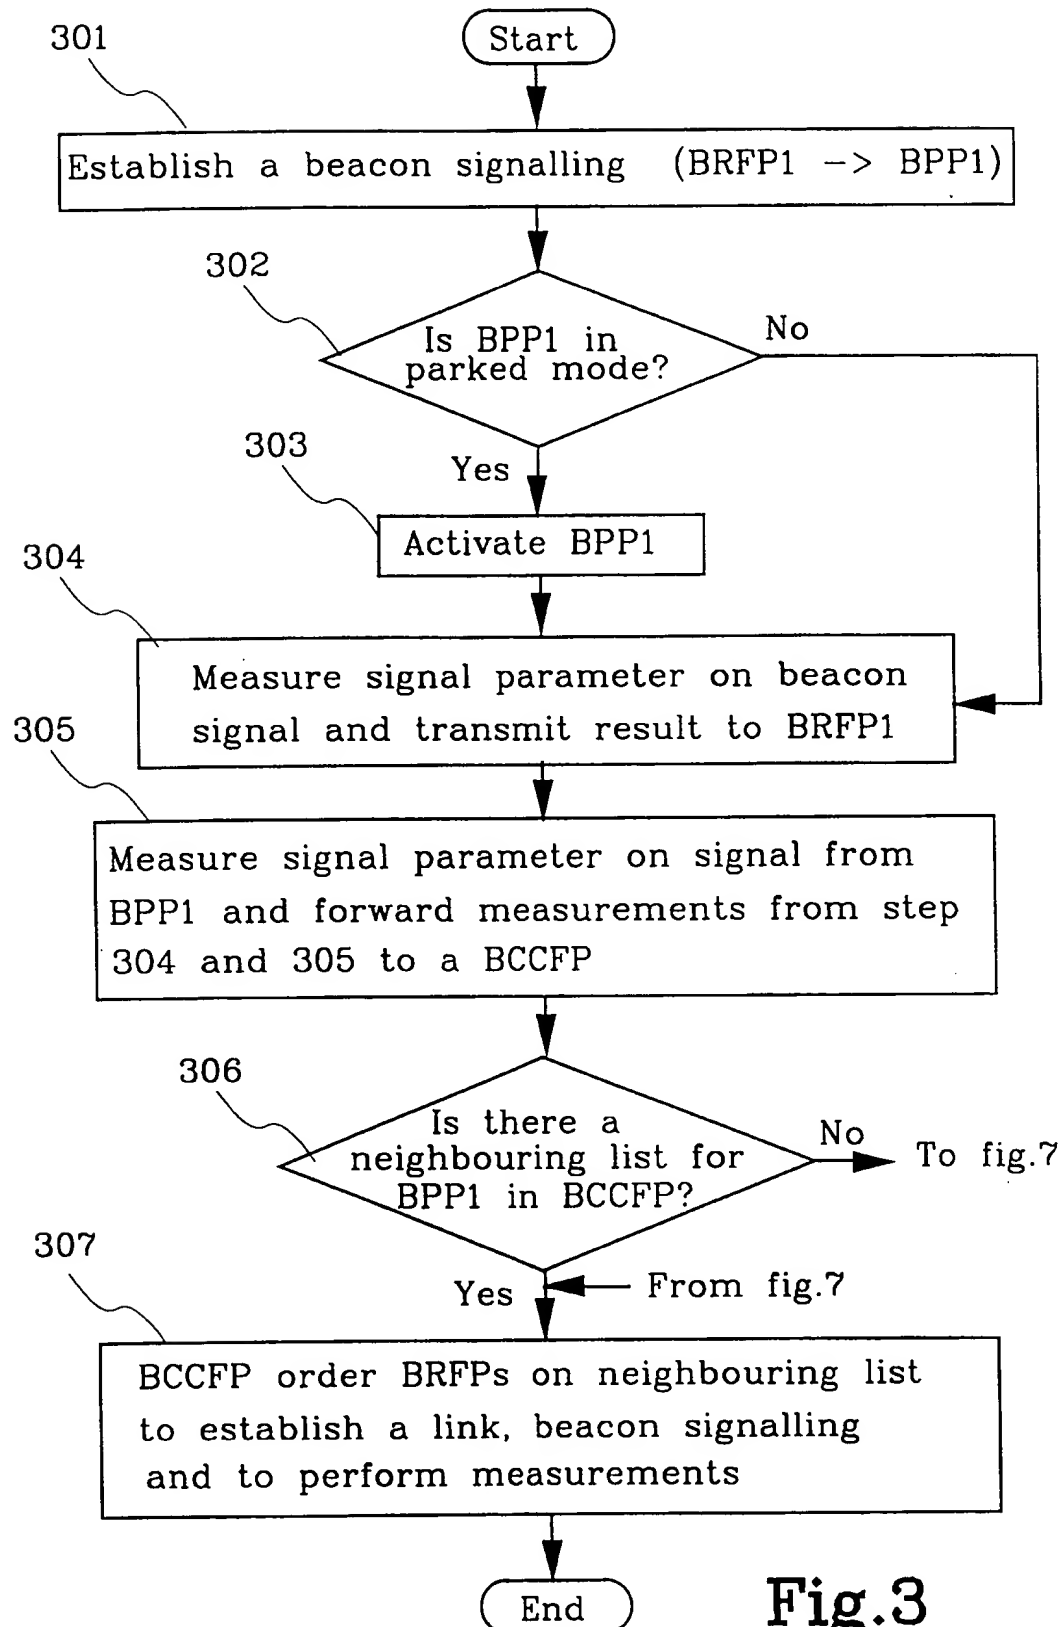 Start
301
Establish a beacon signalling (BRFP1 -> BPP1)
302
Is BPP1 in
parked mode?
No
303
Yes
Activate BPP1
304
Measure signal parameter on beacon
signal and transmit result to BRFP1
305
Measure signal parameter on signal from
BPP1 and forward measurements from step
304 and 305 to a BCCFP
306
Is there a
neighbouring list for
BPP1 in BCCFP?
No
To fig.7
307
Yes
From fig.7
BCCFP order BRFPs on neighbouring list
to establish a link, beacon signalling
and to perform measurements
End
Fig.3